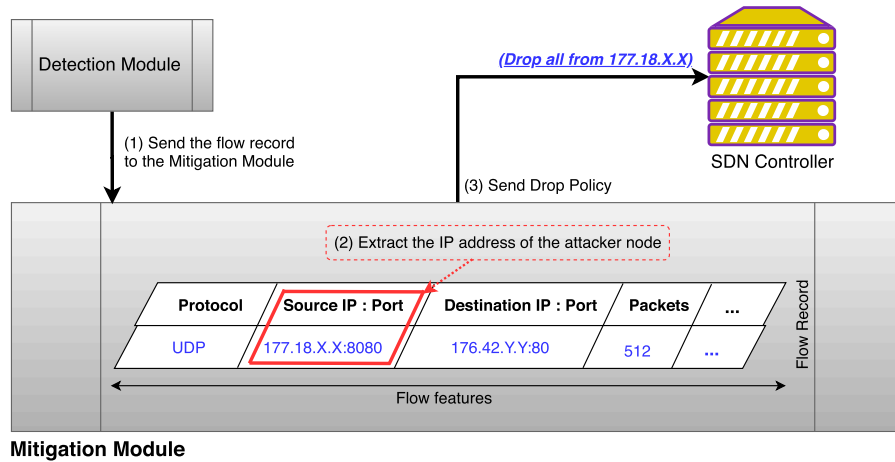 Detection Module
(1) Send the flow record
to the Mitigation Module
(Drop all from 177.18.X.X)
SDN Controller
(3) Send Drop Policy
(2) Extract the IP address of the attacker node
Protocol Source IP : Port Destination IP : Port Packets ...
UDP 177.18.X.X:8080 176.42.Y.Y:80 512 ...
Flow Record
Flow features
Mitigation Module